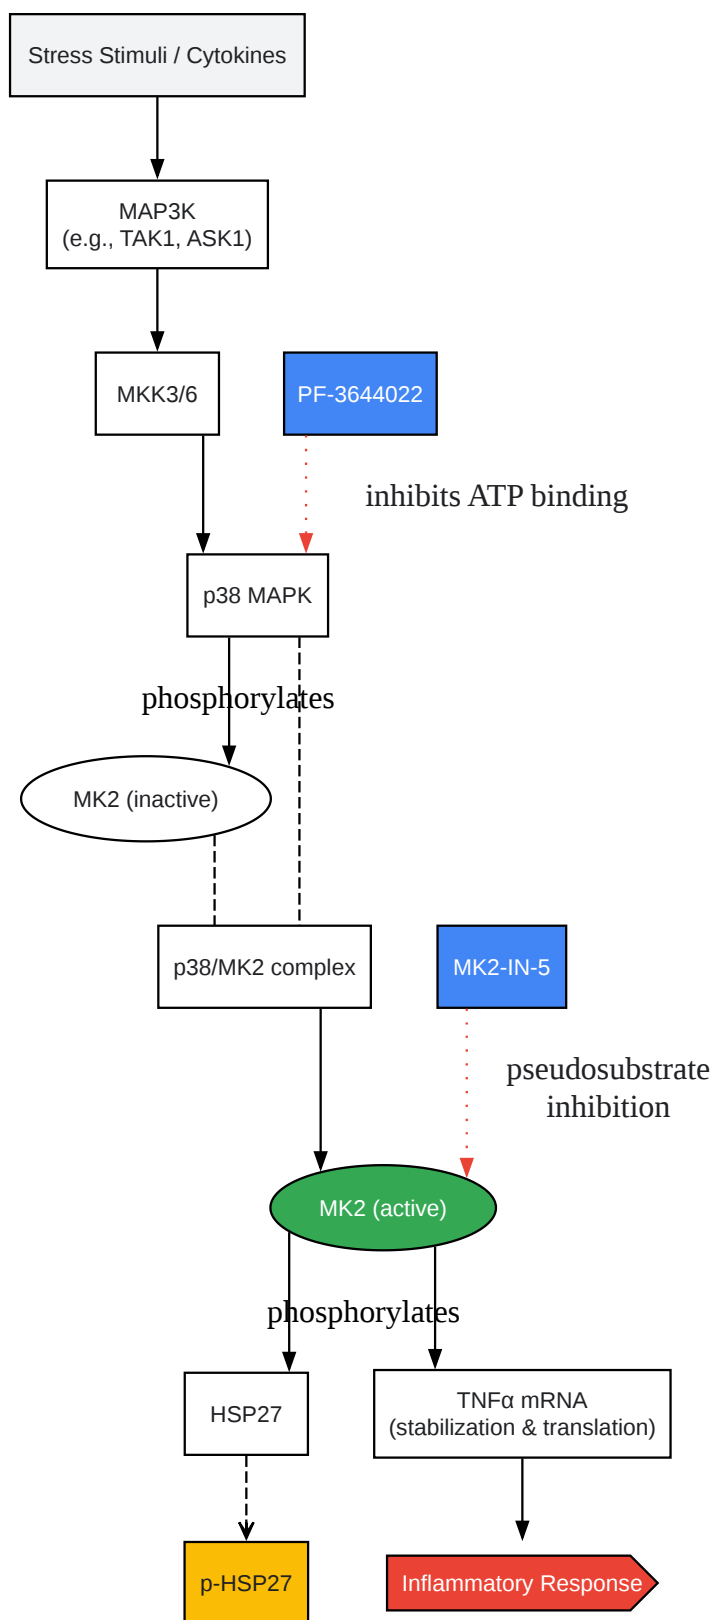 Stress Stimuli / Cytokines
MAP3K
(e.g., TAK1, ASK1)
MKK3/6
PF-3644022
inhibits ATP binding
p38 MAPK
phosphorylates
MK2 (inactive)
p38/MK2 complex
MK2-IN-5
pseudosubstrate
inhibition
MK2 (active)
phosphorylates
HSP27
TNFα mRNA
(stabilization & translation)
p-HSP27
Inflammatory Response